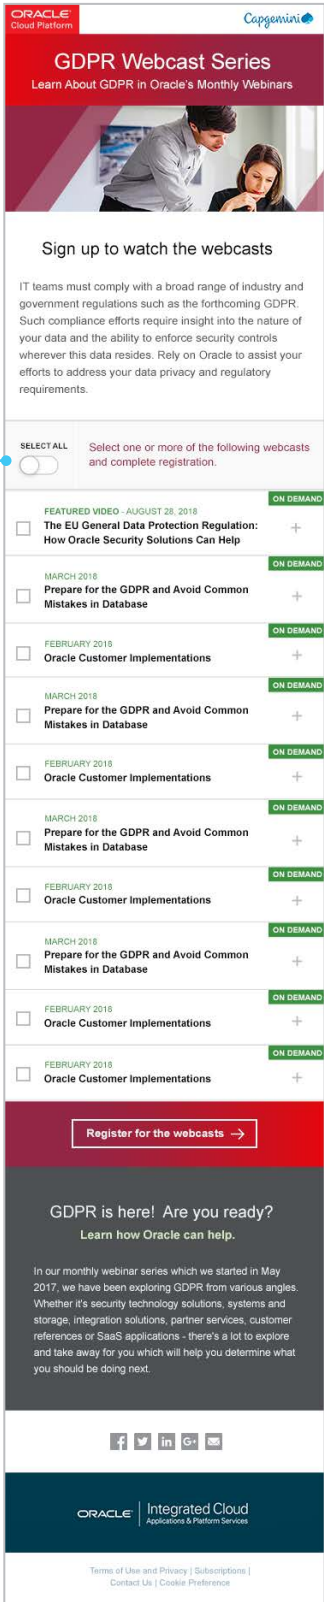 ORACLE
Cloud Platform
Capgemini
GDPR Webcast Series
Learn About GDPR in Oracle's Monthly Webinars
Sign up to watch the webcasts
IT teams must comply with a broad range of industry and
government regulations such as the forthcoming GDPR.
Such compliance efforts require insight into the nature of
your data and the ability to enforce security controls
wherever this data resides. Rely on Oracle to assist your
efforts to address your data privacy and regulatory
requirements.
SELECT ALL
Select one or more of the following webcasts
and complete registration.
ON DEMAND
FEATURED VIDEO - AUGUST 28, 2018
The EU General Data Protection Regulation:
How Oracle Security Solutions Can Help
ON DEMAND
MARCH 2018
Prepare for the GDPR and Avoid Common
Mistakes in Database
ON DEMAND
FEBRUARY 2018
Oracle Customer Implementations
ON DEMAND
MARCH 2018
Prepare for the GDPR and Avoid Common
Mistakes in Database
ON DEMAND
FEBRUARY 2018
Oracle Customer Implementations
ON DEMAND
MARCH 2018
Prepare for the GDPR and Avoid Common
Mistakes in Database
ON DEMAND
FEBRUARY 2018
Oracle Customer Implementations
ON DEMAND
MARCH 2018
Prepare for the GDPR and Avoid Common
Mistakes in Database
ON DEMAND
FEBRUARY 2018
Oracle Customer Implementations
ON DEMAND
FEBRUARY 2018
Oracle Customer Implementations
Register for the webcasts →
GDPR is here! Are you ready?
Learn how Oracle can help.
In our monthly webinar series which we started in May
2017, we have been exploring GDPR from various angles.
Whether it's security technology solutions, systems and
storage, integration solutions, partner services, customer
references or SaaS applications - there's a lot to explore
and take away for you which will help you determine what
you should be doing next.
ORACLE | Integrated Cloud
Applications & Platform Services
Terms of Use and Privacy | Subscriptions |
Contact Us | Cookie Preference